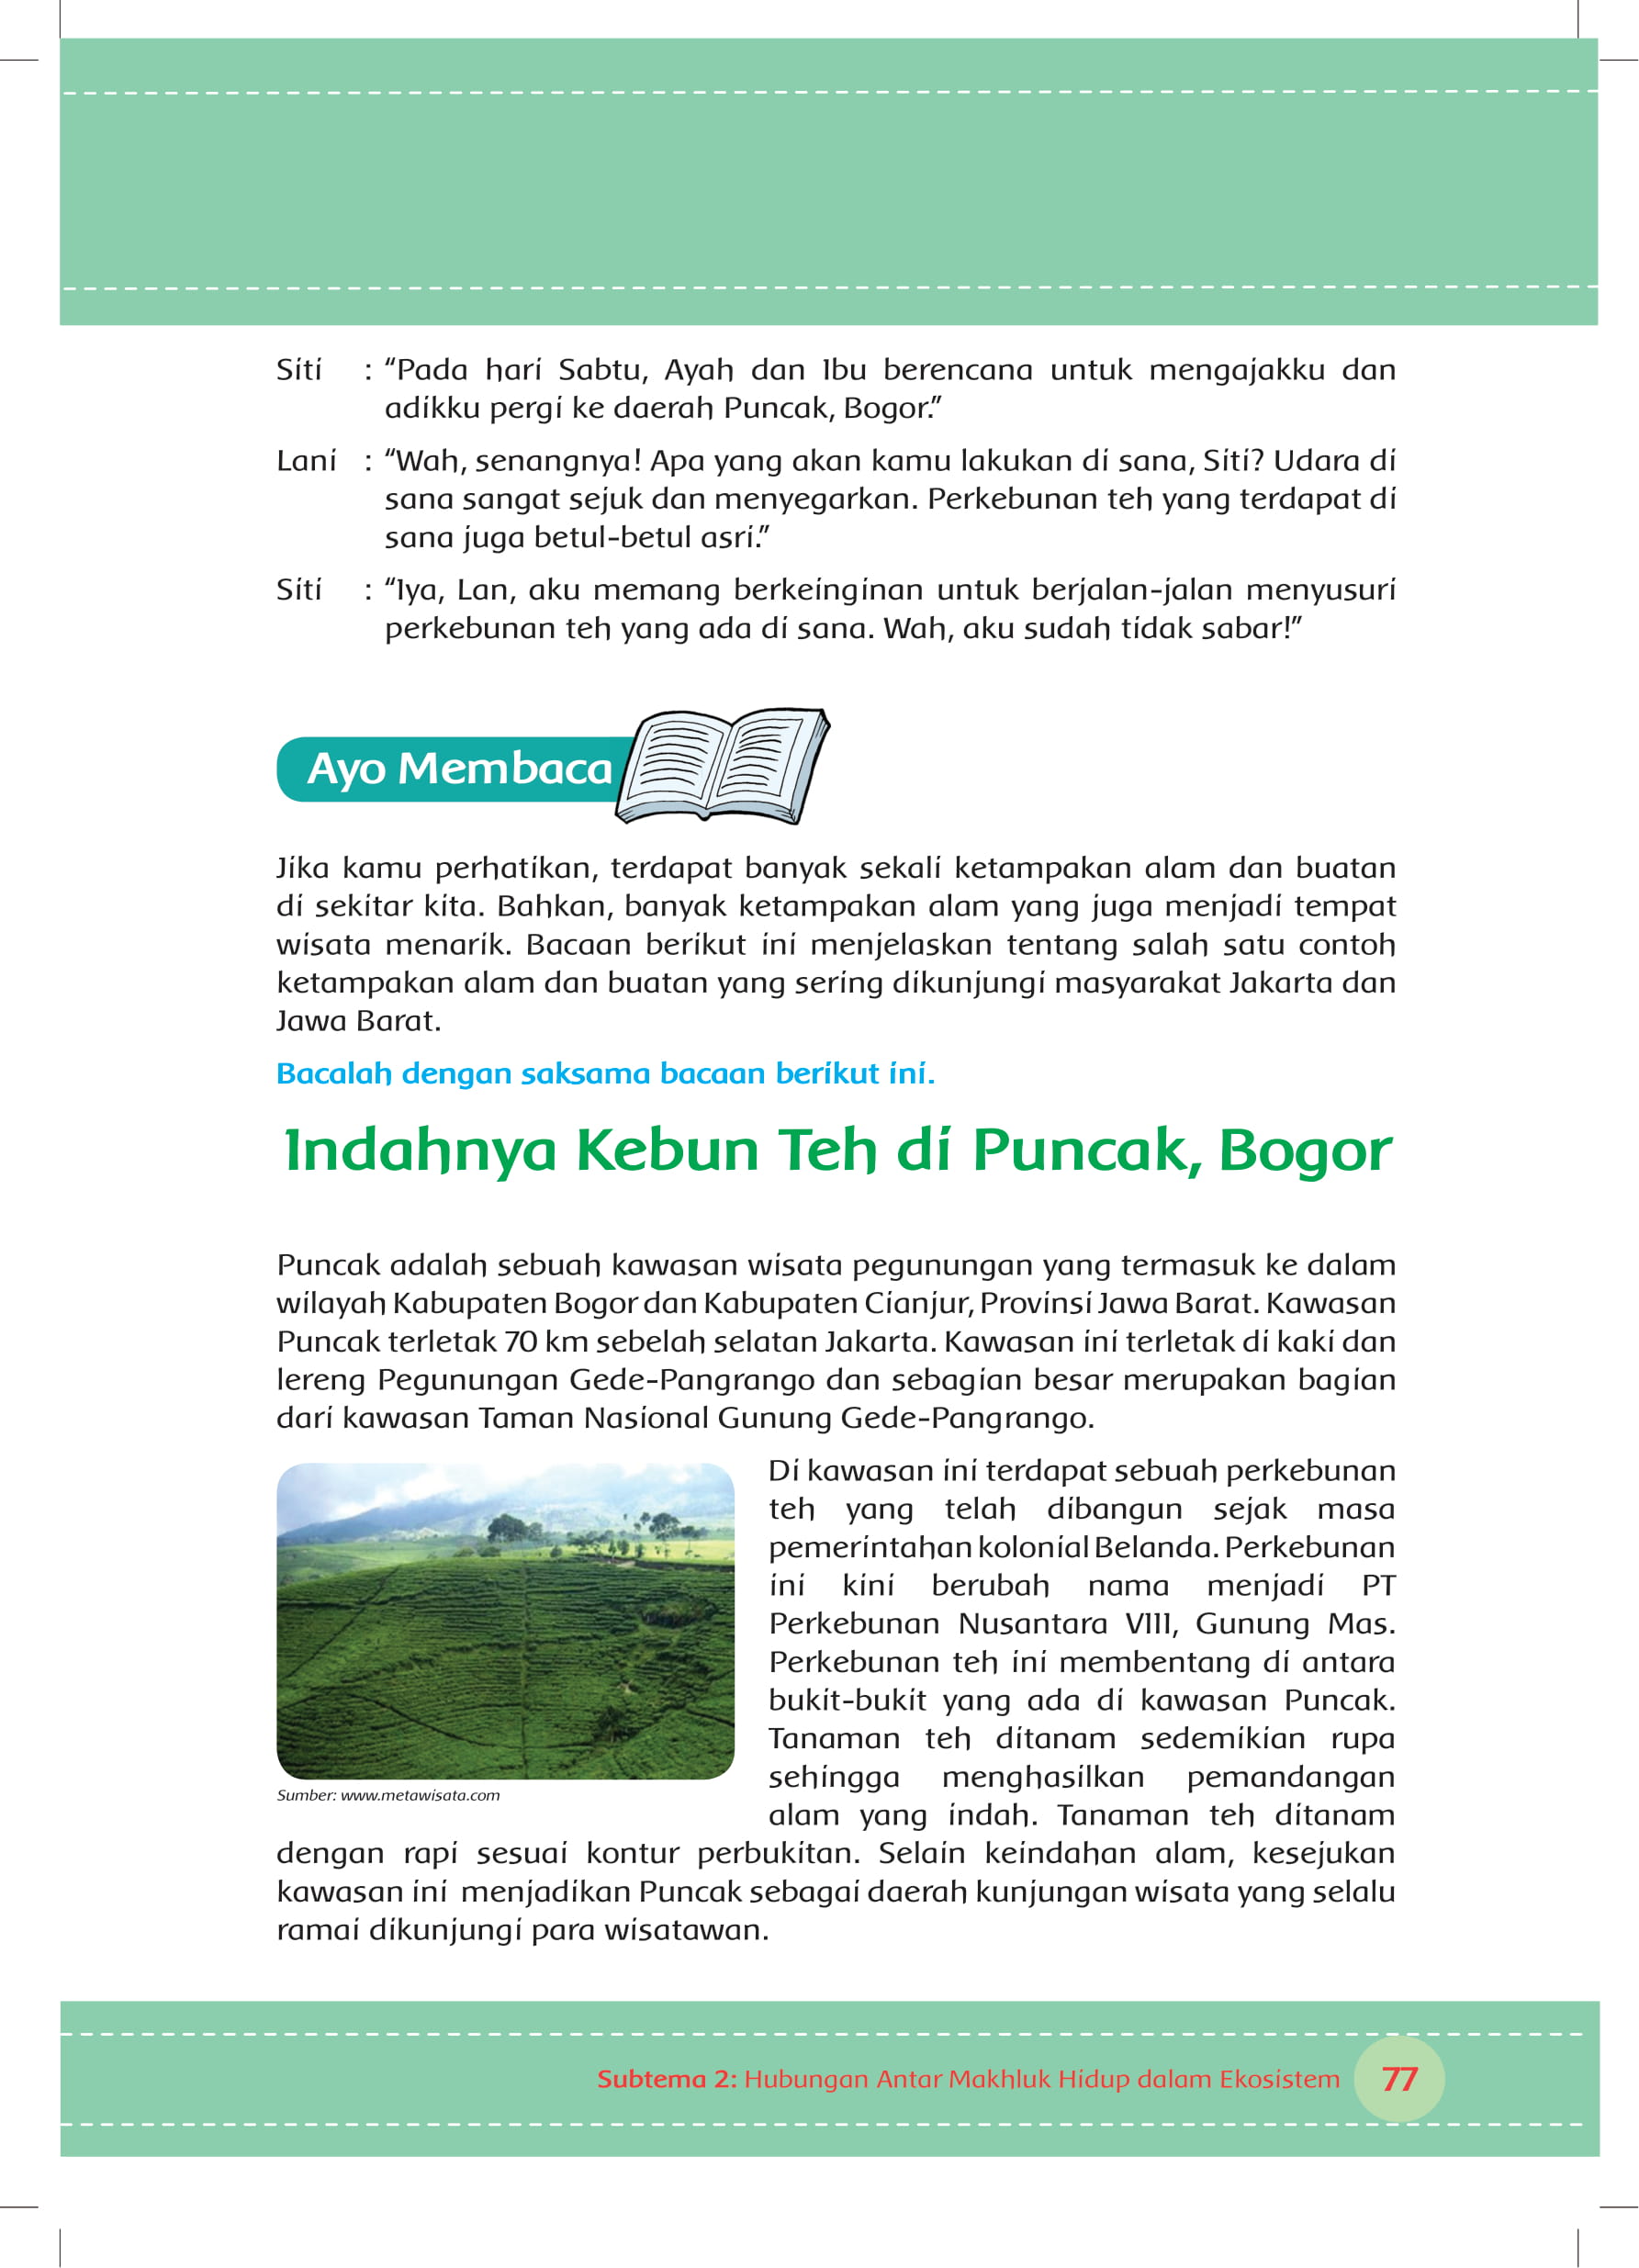 Siti : “Pada hari Sabtu, Ayah dan Ibu berencana untuk mengajakku dan
adikku pergi ke daerah Puncak, Bogor.”
Lani : “Wah, senangnya! Apa yang akan kamu lakukan di sana, Siti? Udara di
sana sangat sejuk dan menyegarkan. Perkebunan teh yang terdapat di
sana juga betul-betul asri.”
Siti : “Iya, Lan, aku memang berkeinginan untuk berjalan-jalan menyusuri
perkebunan teh yang ada di sana. Wah, aku sudah tidak sabar!”
Ayo Membaca
Jika kamu perhatikan, terdapat banyak sekali ketampakan alam dan buatan
di sekitar kita. Bahkan, banyak ketampakan alam yang juga menjadi tempat
wisata menarik. Bacaan berikut ini menjelaskan tentang salah satu contoh
ketampakan alam dan buatan yang sering dikunjungi masyarakat Jakarta dan
Jawa Barat.
Bacalah dengan saksama bacaan berikut ini.
Indahnya Kebun Teh di Puncak, Bogor
Puncak adalah sebuah kawasan wisata pegunungan yang termasuk ke dalam
wilayah Kabupaten Bogor dan Kabupaten Cianjur, Provinsi Jawa Barat. Kawasan
Puncak terletak 70 km sebelah selatan Jakarta. Kawasan ini terletak di kaki dan
lereng Pegunungan Gede-Pangrango dan sebagian besar merupakan bagian
dari kawasan Taman Nasional Gunung Gede-Pangrango.
Di kawasan ini terdapat sebuah perkebunan
teh yang telah dibangun sejak masa
pemerintahan kolonial Belanda. Perkebunan
ini kini berubah nama menjadi PT
Perkebunan Nusantara VIII, Gunung Mas.
Perkebunan teh ini membentang di antara
bukit-bukit yang ada di kawasan Puncak.
Tanaman teh ditanam sedemikian rupa
sehingga menghasilkan pemandangan
alam yang indah. Tanaman teh ditanam
dengan rapi sesuai kontur perbukitan. Selain keindahan alam, kesejukan
kawasan ini menjadikan Puncak sebagai daerah kunjungan wisata yang selalu
ramai dikunjungi para wisatawan.
Sumber: www.metawisata.com
Subtema 2: Hubungan Antar Makhluk Hidup dalam Ekosistem 77